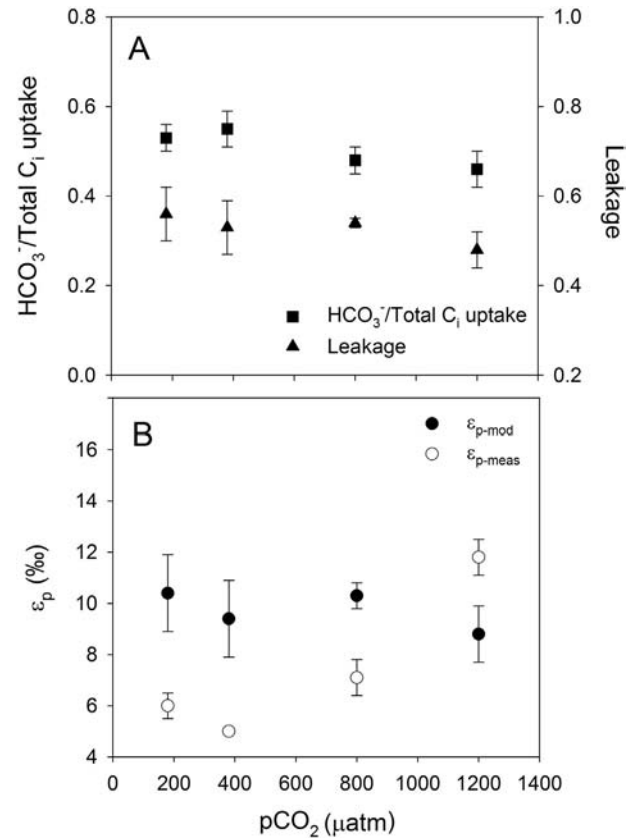 A
HCO₃⁻/Total Cᵢ uptake
0.8
0.6
0.4
0.2
0.0
Leakage
1.0
0.8
0.6
0.4
0.2
HCO₃⁻/Total Cᵢ uptake
Leakage
B
εp-mod
εp-meas
εp (‰)
16
14
12
10
8
6
4
0 200 400 600 800 1000 1200 1400
pCO₂ (µatm)